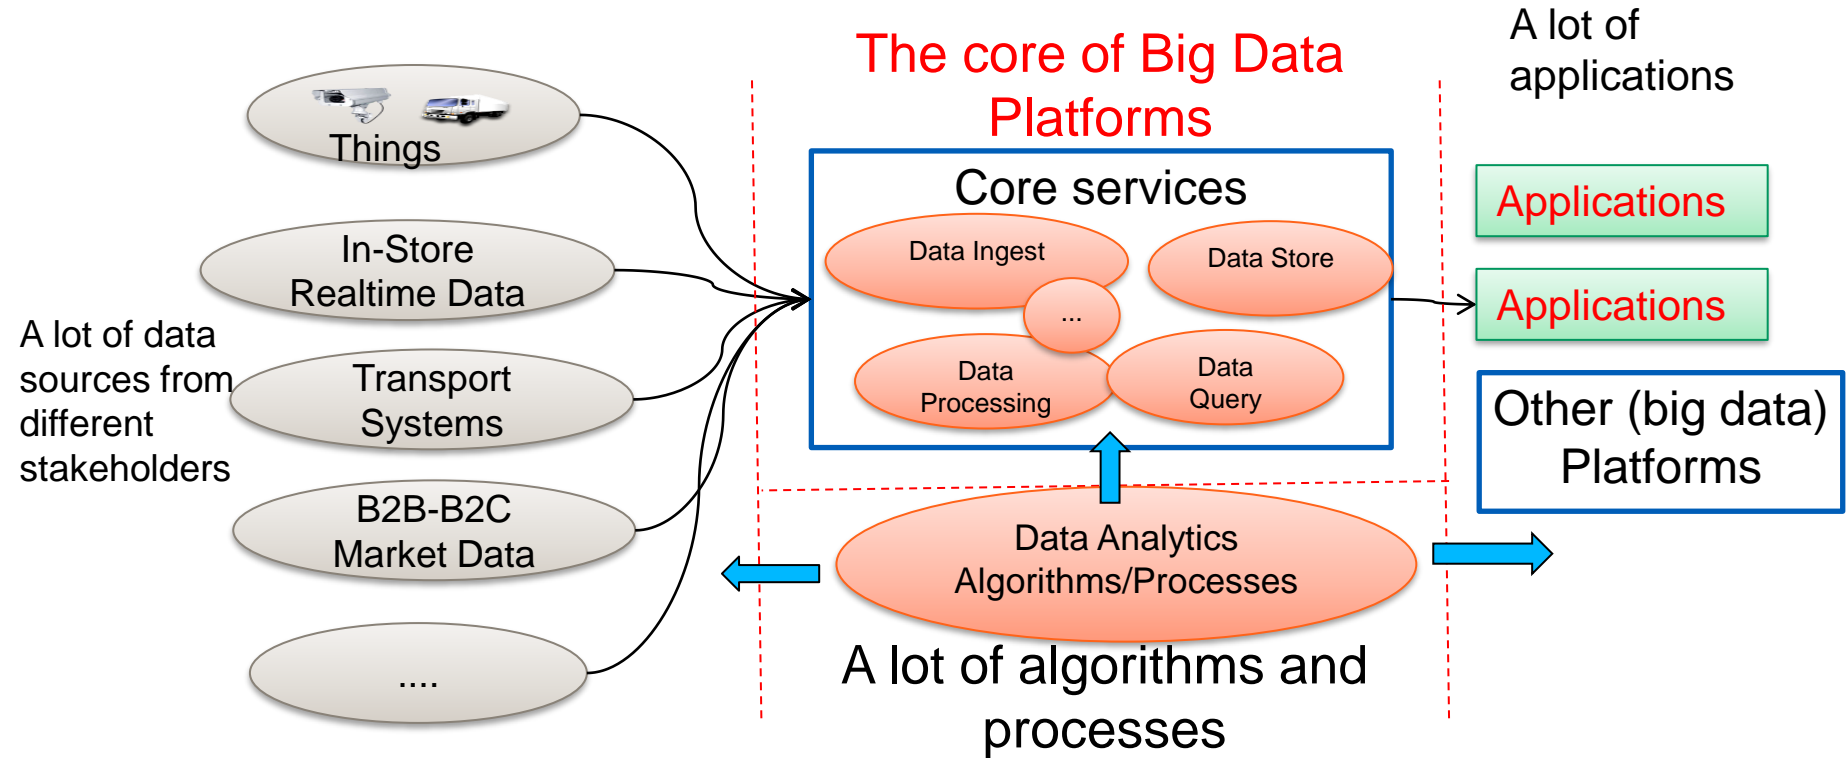 The core of Big Data
Platforms
A lot of
applications
Things
In-Store
Realtime Data
A lot of data
sources from
different
stakeholders
Transport
Systems
B2B-B2C
Market Data
....
Core services
Data Ingest
Data Store
...
Data
Processing
Data
Query
Applications
Applications
Other (big data)
Platforms
Data Analytics
Algorithms/Processes
A lot of algorithms and
processes